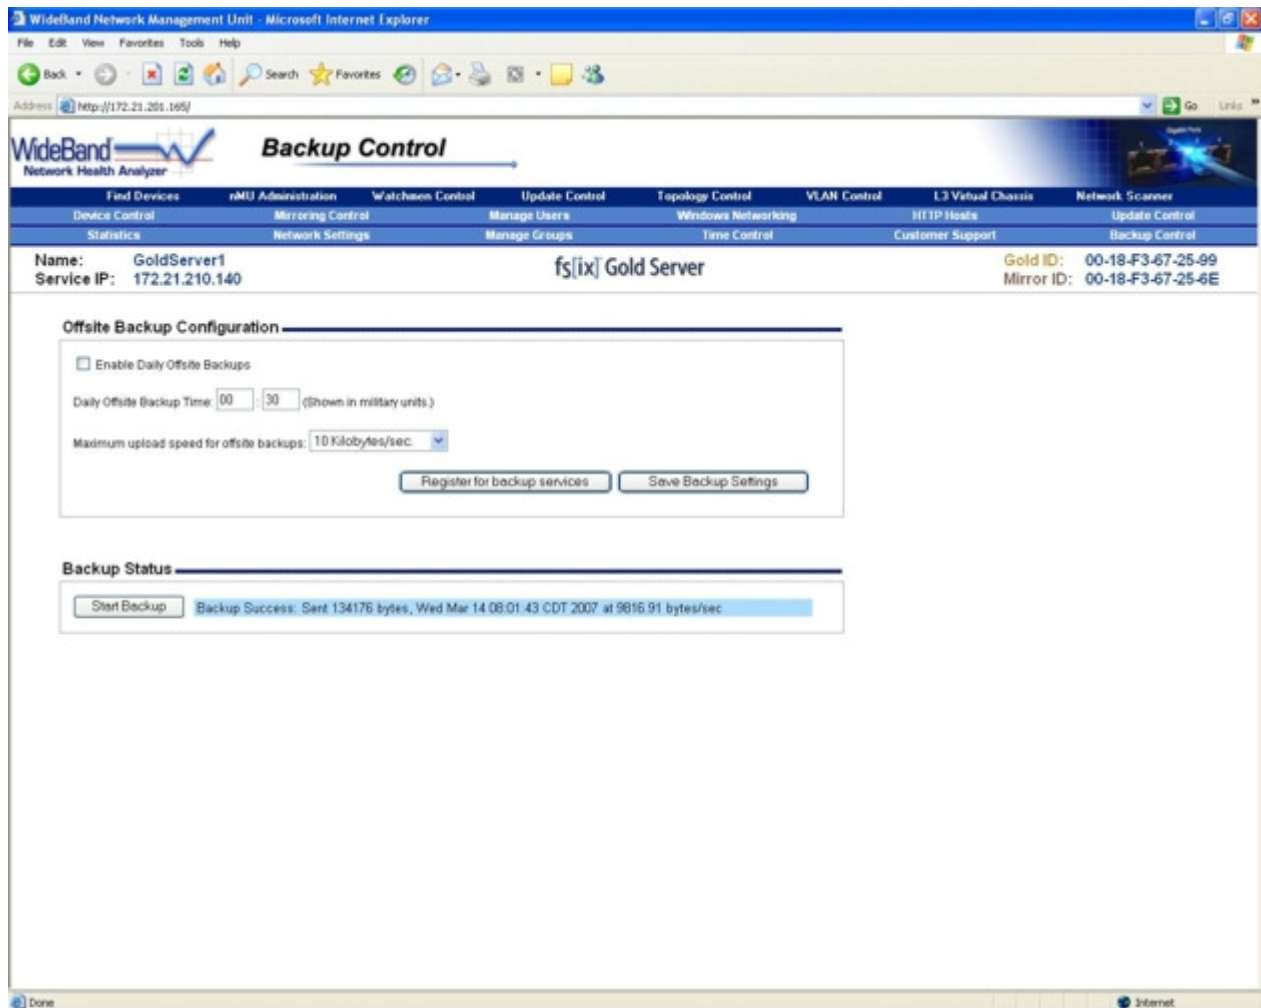 WideBand Network Management Unit - Microsoft Internet Explorer
File Edit View Favorites Tools Help
Back Search Favorites
Address http://172.21.201.165/ Go Links »
WideBand
Network Health Analyzer
Backup Control
Gigabit Ports
Find Devices nMU Administration Watchmen Control Update Control Topology Control VLAN Control L3 Virtual Chassis Network Scanner
Device Control Mirroring Control Manage Users Windows Networking HTTP Hosts Update Control
Statistics Network Settings Manage Groups Time Control Customer Support Backup Control
Name: GoldServer1 fs[ix] Gold Server Gold ID: 00-18-F3-67-25-99
Service IP: 172.21.210.140 Mirror ID: 00-18-F3-67-25-6E
Offsite Backup Configuration
Enable Daily Offsite Backups
Daily Offsite Backup Time: 00 : 30 (Shown in military units.)
Maximum upload speed for offsite backups: 10 Kilobytes/sec.
Register for backup services Save Backup Settings
Backup Status
Start Backup Backup Success: Sent 134176 bytes, Wed Mar 14 08:01:43 CDT 2007 at 9816.91 bytes/sec
Done Internet